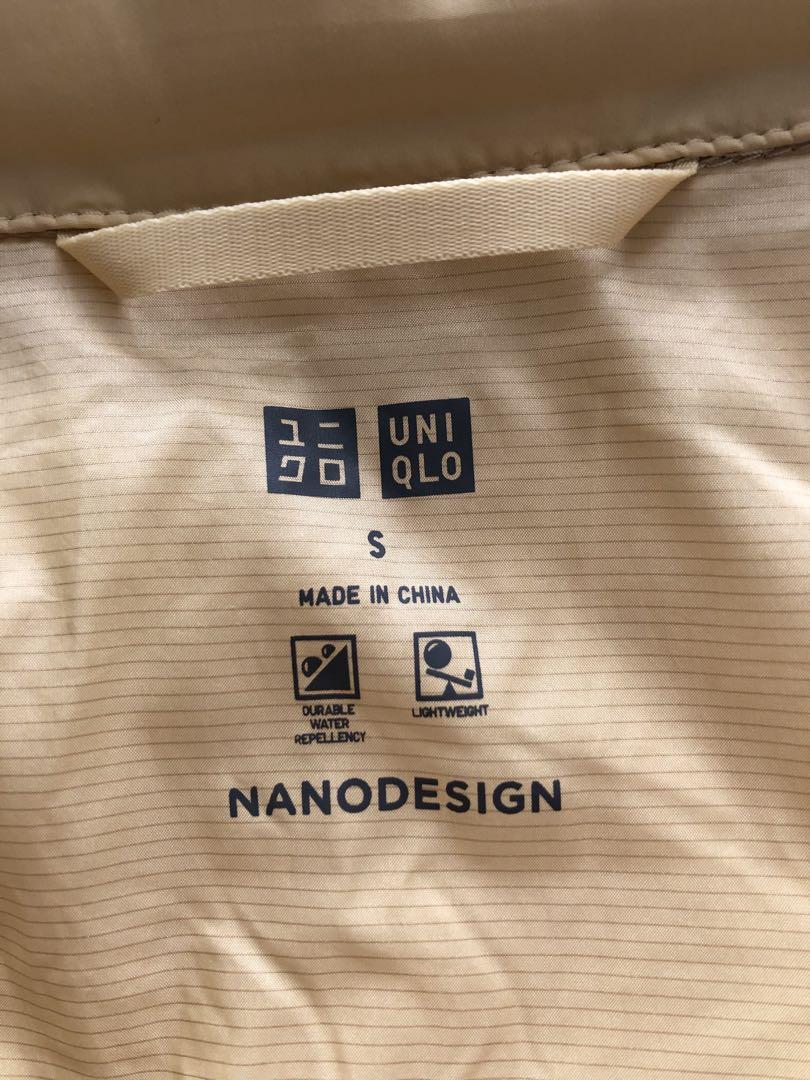 ユニ
クロ
UNI
QLO
S
MADE IN CHINA
DURABLE
WATER
REPELLENCY
LIGHTWEIGHT
NANODESIGN